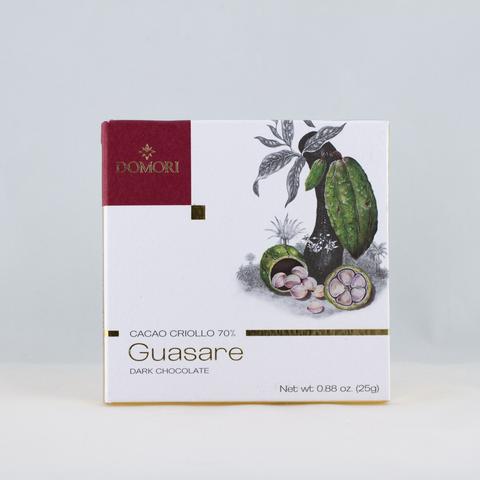 DOMORI
CACAO CRIOLLO 70%
Guasare
DARK CHOCOLATE
Net wt. 0.88 oz. (25g)